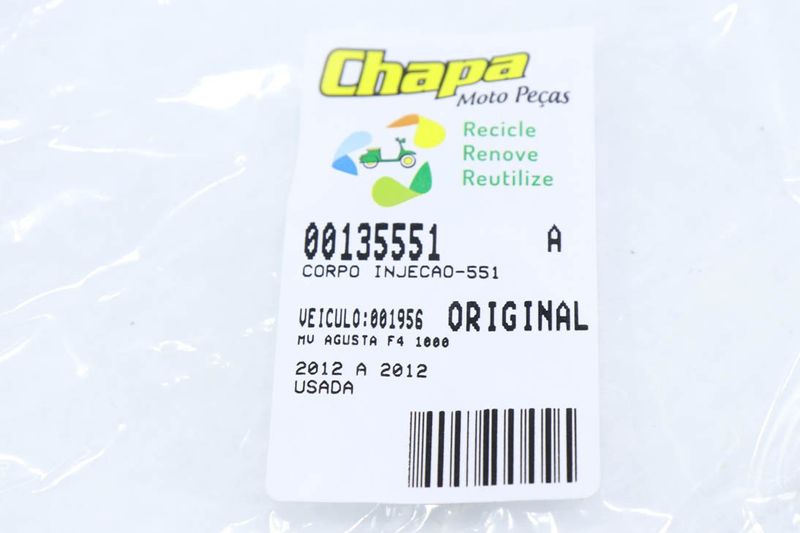 Chapa
Moto Peças
Recicle
Renove
Reutilize
00135551 A
CORPO INJECAO-551
VEICULO:001956 ORIGINAL
MV AGUSTA F4 1000
2012 A 2012
USADA